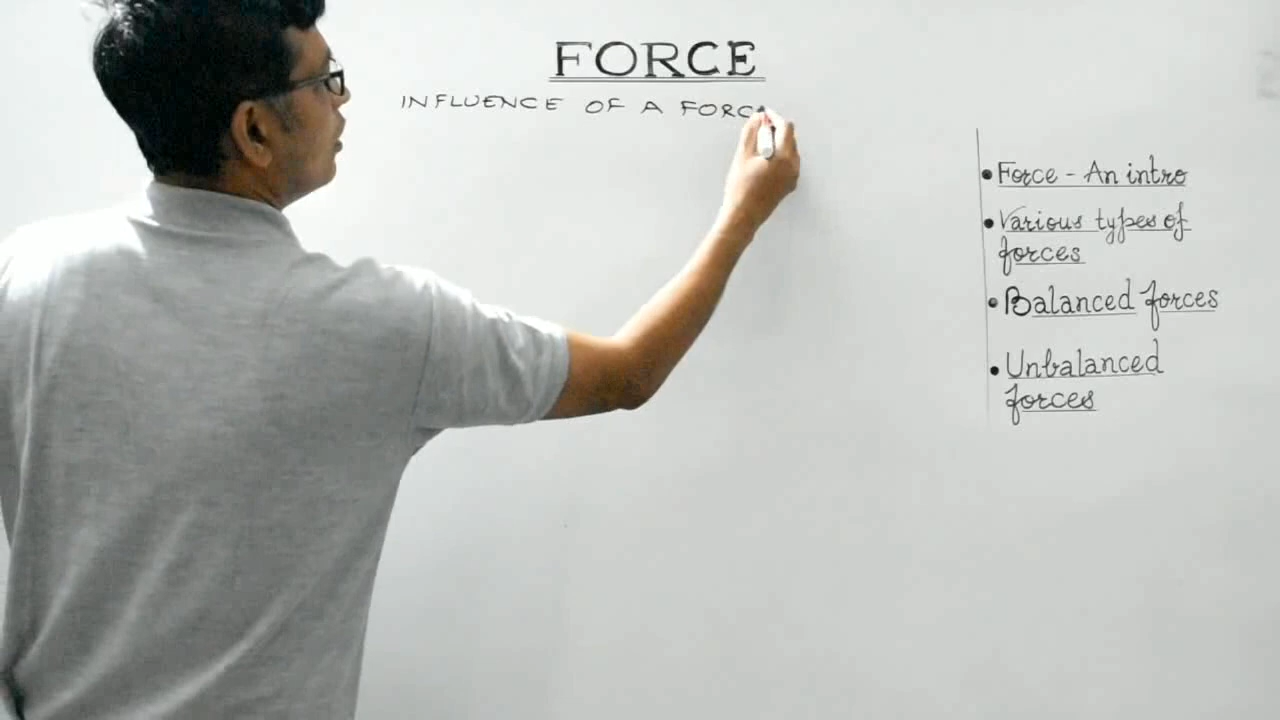 FORCE
INFLUENCE OF A FORC
• Force - An intro
• Various types of
forces
• Balanced forces
• Unbalanced
forces